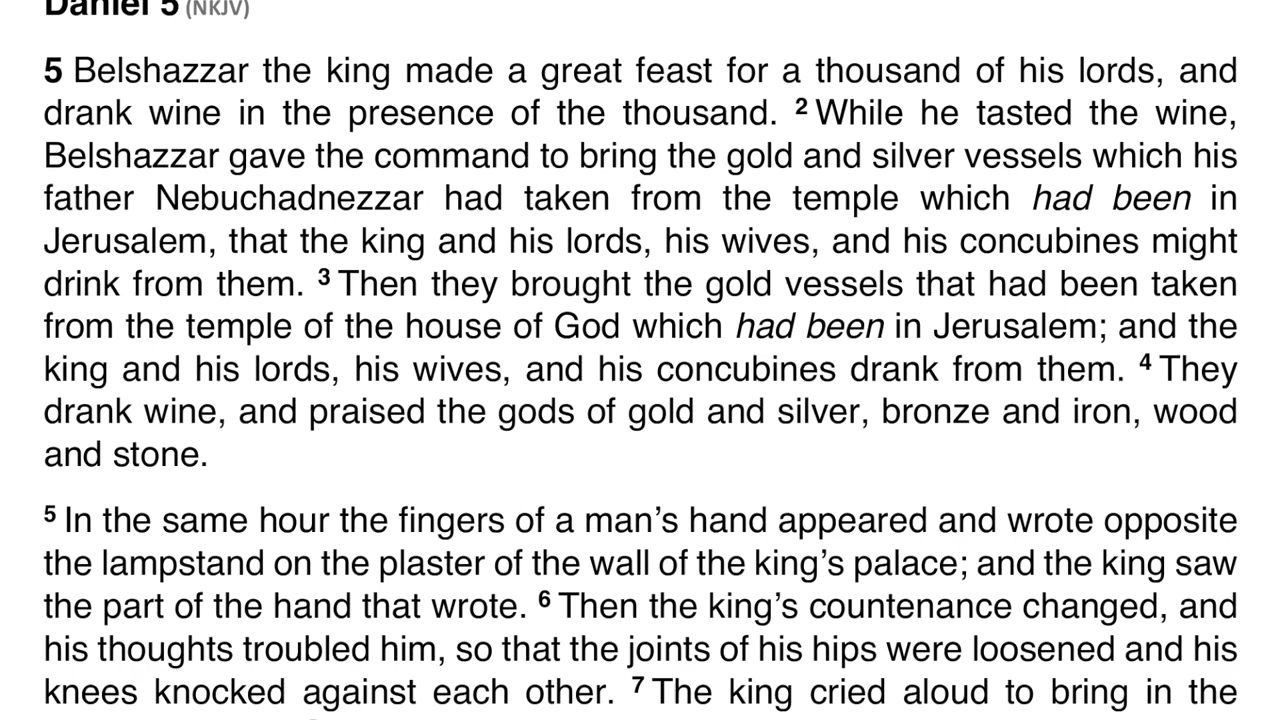 Daniel 5 (NKJV)
5 Belshazzar the king made a great feast for a thousand of his lords, and
drank wine in the presence of the thousand. 2 While he tasted the wine,
Belshazzar gave the command to bring the gold and silver vessels which his
father Nebuchadnezzar had taken from the temple which had been in
Jerusalem, that the king and his lords, his wives, and his concubines might
drink from them. 3 Then they brought the gold vessels that had been taken
from the temple of the house of God which had been in Jerusalem; and the
king and his lords, his wives, and his concubines drank from them. 4 They
drank wine, and praised the gods of gold and silver, bronze and iron, wood
and stone.
5 In the same hour the fingers of a man’s hand appeared and wrote opposite
the lampstand on the plaster of the wall of the king’s palace; and the king saw
the part of the hand that wrote. 6 Then the king’s countenance changed, and
his thoughts troubled him, so that the joints of his hips were loosened and his
knees knocked against each other. 7 The king cried aloud to bring in the